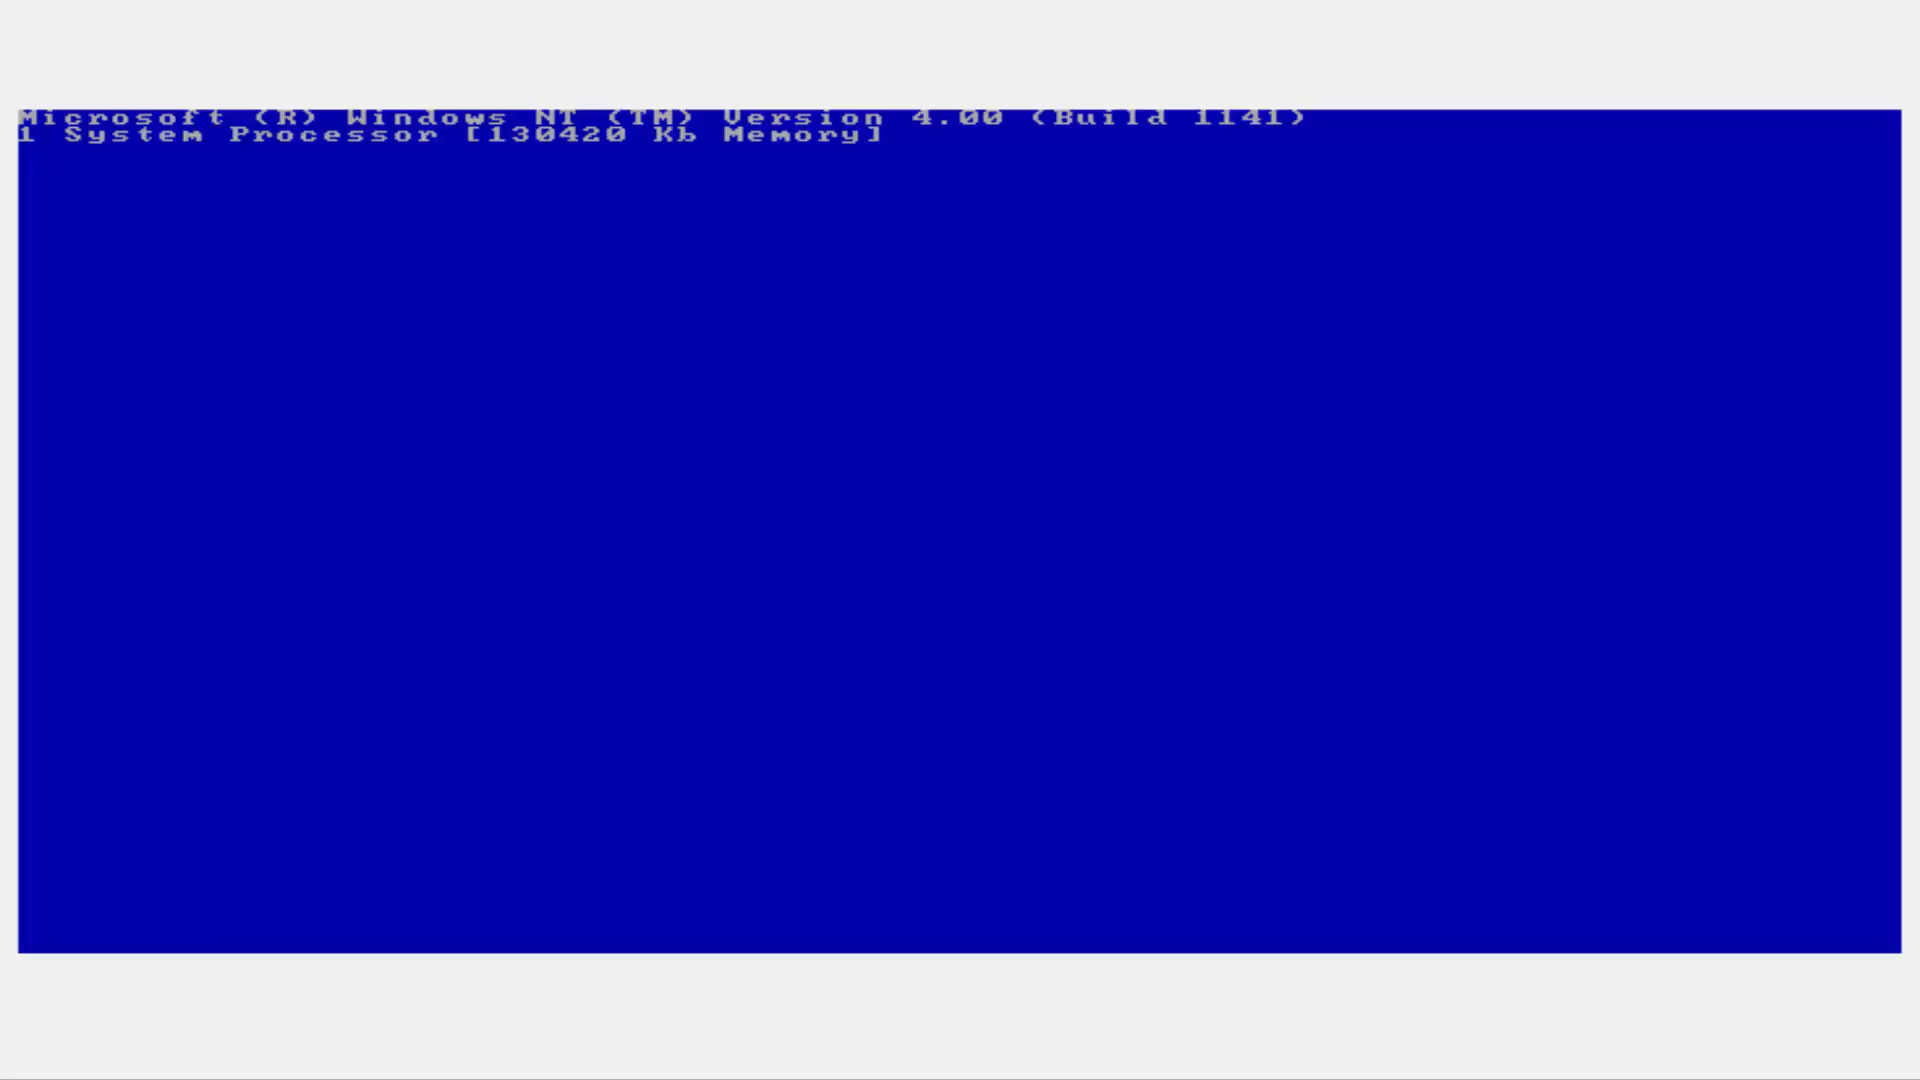 Microsoft (R) Windows NT (TM) Version 4.00 (Build 1141)
1 System Processor [130420 Kb Memory]